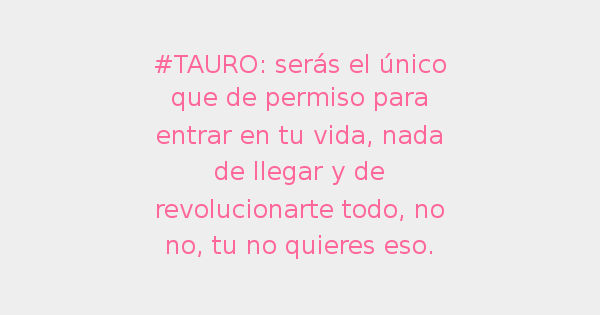 #TAURO: serás el único
que de permiso para
entrar en tu vida, nada
de llegar y de
revolucionarte todo, no
no, tu no quieres eso.